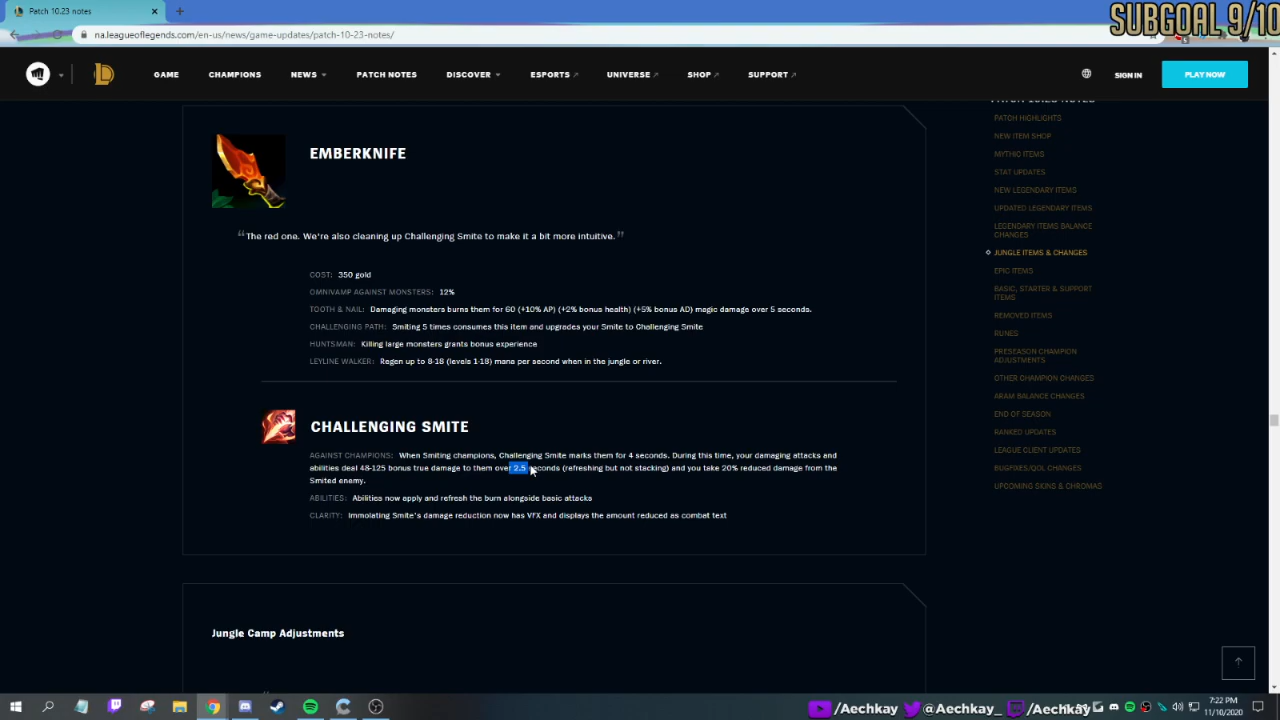 Patch 10.23 notes
SUBGOAL 9/10
na.leagueoflegends.com/en-us/news/game-updates/patch-10-23-notes/
GAME CHAMPIONS NEWS PATCH NOTES DISCOVER ESPORTS UNIVERSE SHOP SUPPORT SIGN IN PLAY NOW
EMBERKNIFE
"The red one. We're also cleaning up Challenging Smite to make it a bit more intuitive."
COST: 350 gold
OMNIVAMP AGAINST MONSTERS: 12%
TOOTH & NAIL: Damaging monsters burns them for 60 (+10% AP) (+2% bonus health) (+5% bonus AD) magic damage over 5 seconds.
CHALLENGING PATH: Smiting 5 times consumes this item and upgrades your Smite to Challenging Smite
HUNTSMAN: Killing large monsters grants bonus experience
LEYLINE WALKER: Regen up to 8-18 (levels 1-18) mana per second when in the jungle or river.
CHALLENGING SMITE
AGAINST CHAMPIONS: When Smiting champions, Challenging Smite marks them for 4 seconds. During this time, your damaging attacks and
abilities deal 48-125 bonus true damage to them over 2.5 seconds (refreshing but not stacking) and you take 20% reduced damage from the
Smited enemy.
ABILITIES: Abilities now apply and refresh the burn alongside basic attacks
CLARITY: Immolating Smite's damage reduction now has VFX and displays the amount reduced as combat text
Jungle Camp Adjustments
PATCH 10.23 NOTES
PATCH HIGHLIGHTS
NEW ITEM SHOP
MYTHIC ITEMS
STAT UPDATES
NEW LEGENDARY ITEMS
UPDATED LEGENDARY ITEMS
LEGENDARY ITEMS BALANCE
CHANGES
JUNGLE ITEMS & CHANGES
EPIC ITEMS
BASIC, STARTER & SUPPORT
ITEMS
REMOVED ITEMS
RUNES
PRESEASON CHAMPION
ADJUSTMENTS
OTHER CHAMPION CHANGES
ARAM BALANCE CHANGES
END OF SEASON
RANKED UPDATES
LEAGUE CLIENT UPDATES
BUGFIXES/QOL CHANGES
UPCOMING SKINS & CHROMAS
/Aechkay @Aechkay_ /Aechkay
7:22 PM
11/10/2020